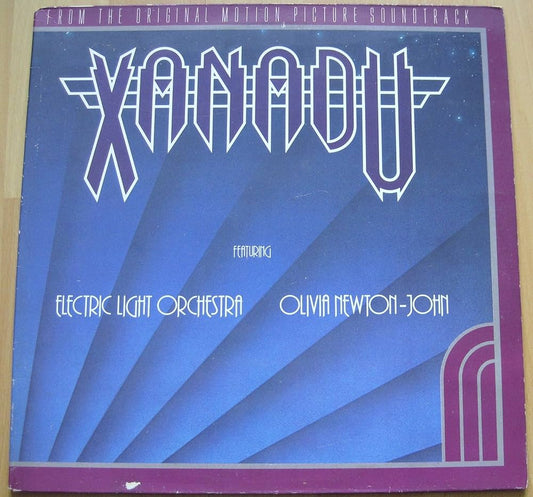 FROM THE ORIGINAL MOTION PICTURE SOUNDTRACK
XANADU
FEATURING
ELECTRIC LIGHT ORCHESTRA OLIVIA NEWTON-JOHN